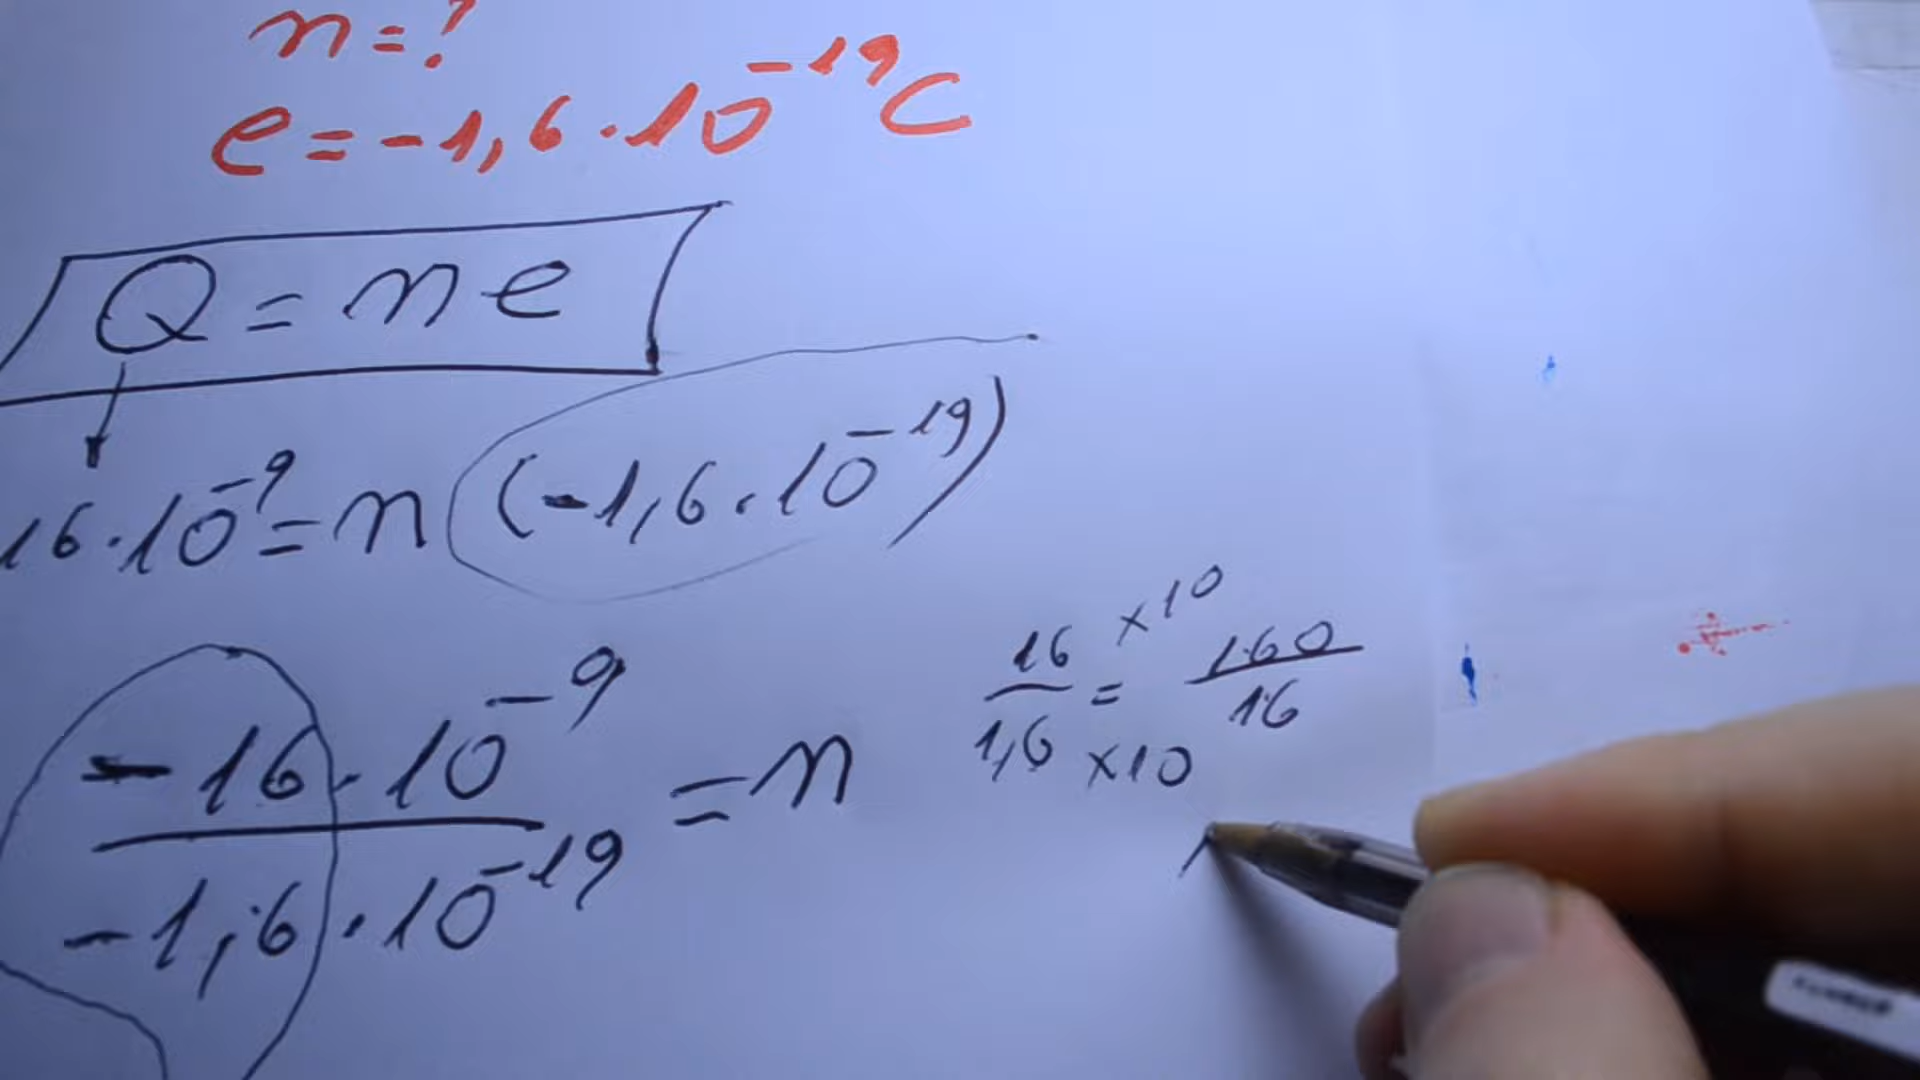 n=?
e=-1,6·10⁻¹⁹C
Q=ne
16·10⁻⁹=n(-1,6·10⁻¹⁹)
-16·10⁻⁹
-1,6·10⁻¹⁹
=n
16 ×10
1,6 ×10
=
160
16